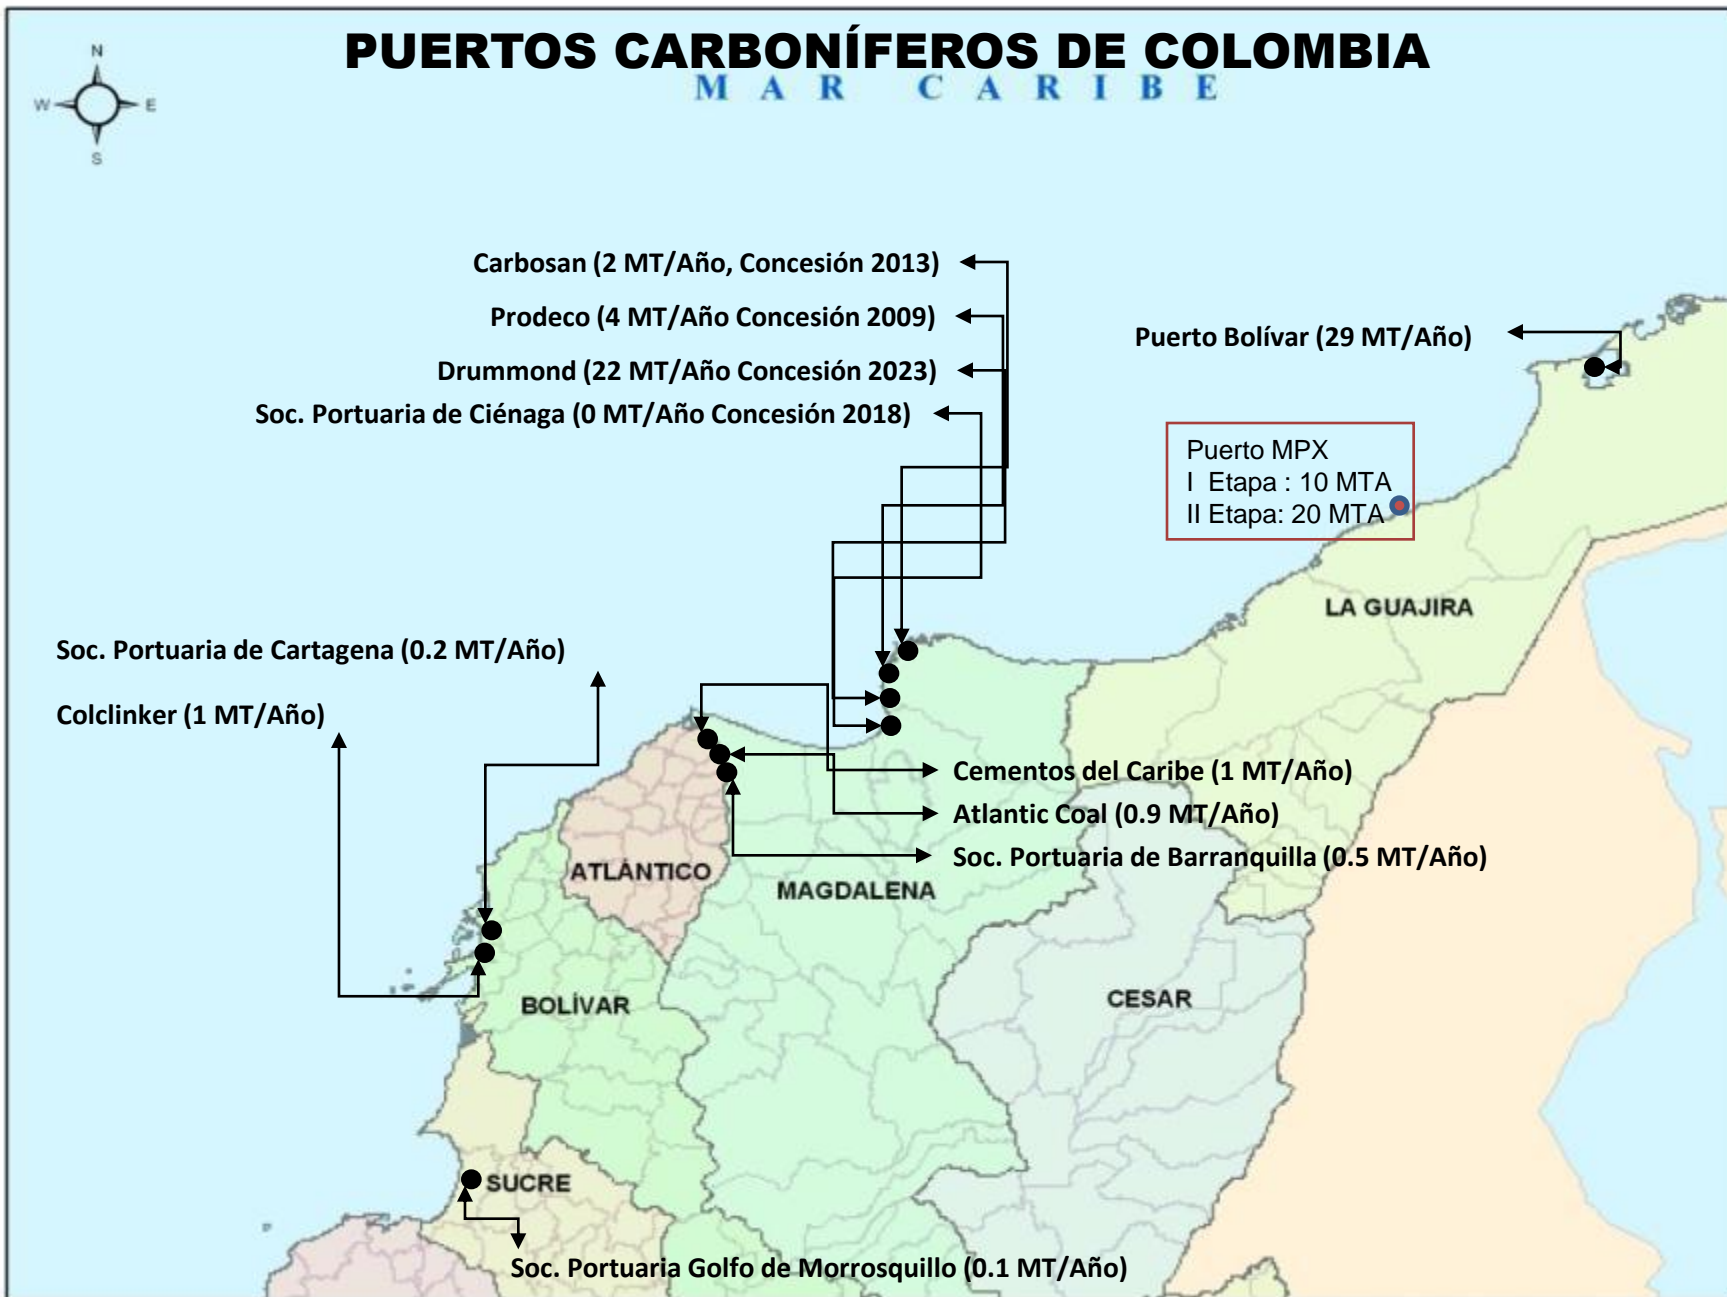 PUERTOS CARBONÍFEROS DE COLOMBIA
MAR CARIBE
N
W
E
S
Carbosan (2 MT/Año, Concesión 2013)
Prodeco (4 MT/Año Concesión 2009)
Drummond (22 MT/Año Concesión 2023)
Soc. Portuaria de Ciénaga (0 MT/Año Concesión 2018)
Puerto Bolívar (29 MT/Año)
Puerto MPX
I Etapa : 10 MTA
II Etapa: 20 MTA
LA GUAJIRA
Soc. Portuaria de Cartagena (0.2 MT/Año)
Colclinker (1 MT/Año)
Cementos del Caribe (1 MT/Año)
Atlantic Coal (0.9 MT/Año)
Soc. Portuaria de Barranquilla (0.5 MT/Año)
ATLÁNTICO
MAGDALENA
BOLÍVAR
CESAR
SUCRE
Soc. Portuaria Golfo de Morrosquillo (0.1 MT/Año)